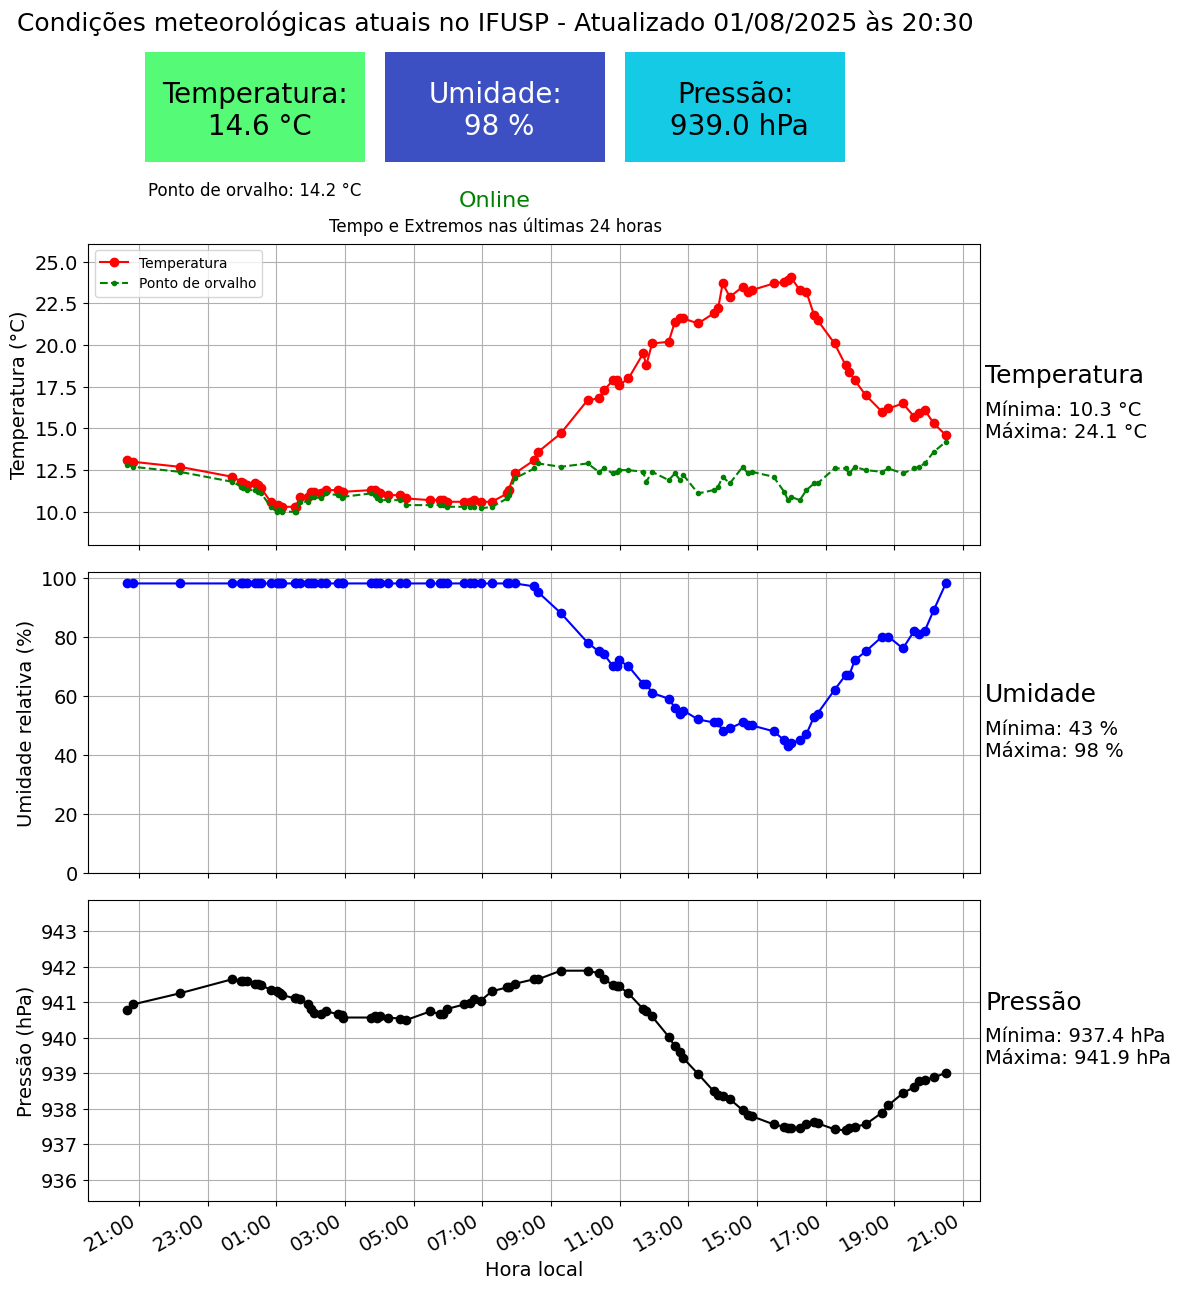 Condições meteorológicas atuais no IFUSP - Atualizado 01/08/2025 às 20:30
Temperatura:
14.6 °C
Umidade:
98 %
Pressão:
939.0 hPa
Ponto de orvalho: 14.2 °C
Online
Tempo e Extremos nas últimas 24 horas
Temperatura (°C)
25.0
22.5
20.0
17.5
15.0
12.5
10.0
Temperatura
Ponto de orvalho
Temperatura
Mínima: 10.3 °C
Máxima: 24.1 °C
Umidade relativa (%)
100
80
60
40
20
0
Umidade
Mínima: 43 %
Máxima: 98 %
Pressão (hPa)
943
942
941
940
939
938
937
936
Pressão
Mínima: 937.4 hPa
Máxima: 941.9 hPa
21:00 23:00 01:00 03:00 05:00 07:00 09:00 11:00 13:00 15:00 17:00 19:00 21:00
Hora local